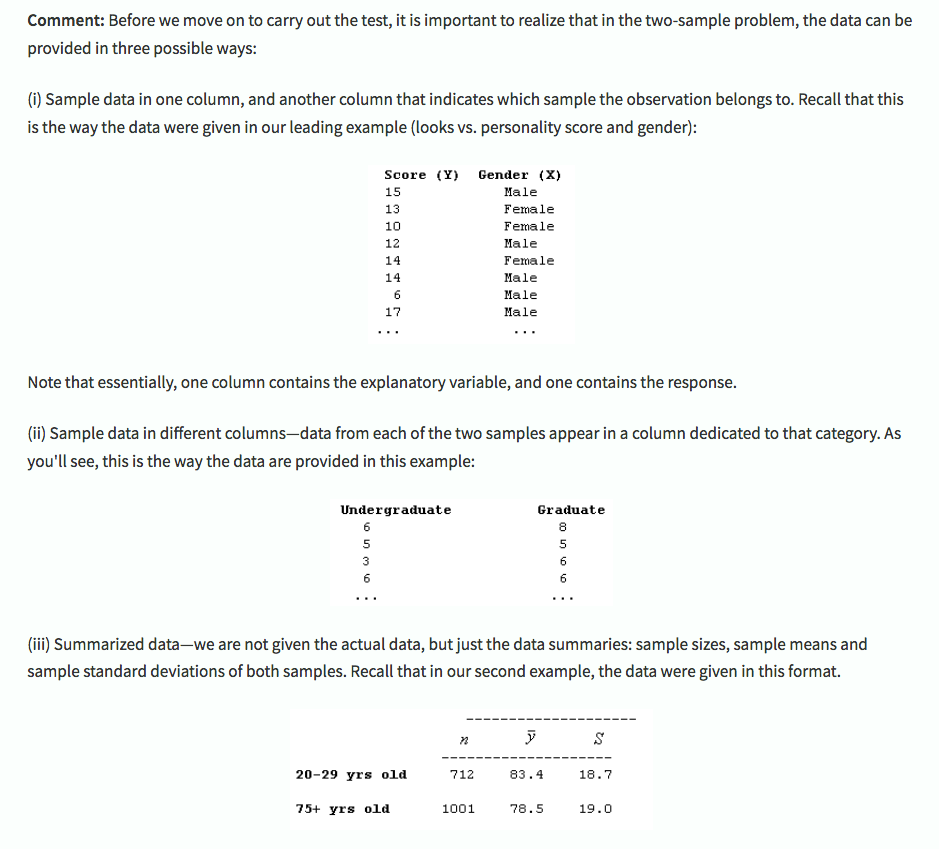 Comment: Before we move on to carry out the test, it is important to realize that in the two-sample problem, the data can be
provided in three possible ways:
(i) Sample data in one column, and another column that indicates which sample the observation belongs to. Recall that this
is the way the data were given in our leading example (looks vs. personality score and gender):
Score (Y) Gender (X)
15 Male
13 Female
10 Female
12 Male
14 Female
14 Male
6 Male
17 Male
... ...
Note that essentially, one column contains the explanatory variable, and one contains the response.
(ii) Sample data in different columns—data from each of the two samples appear in a column dedicated to that category. As
you'll see, this is the way the data are provided in this example:
Undergraduate Graduate
6 8
5 5
3 6
6 6
... ...
(iii) Summarized data—we are not given the actual data, but just the data summaries: sample sizes, sample means and
sample standard deviations of both samples. Recall that in our second example, the data were given in this format.
n ȳ S
20-29 yrs old 712 83.4 18.7
75+ yrs old 1001 78.5 19.0